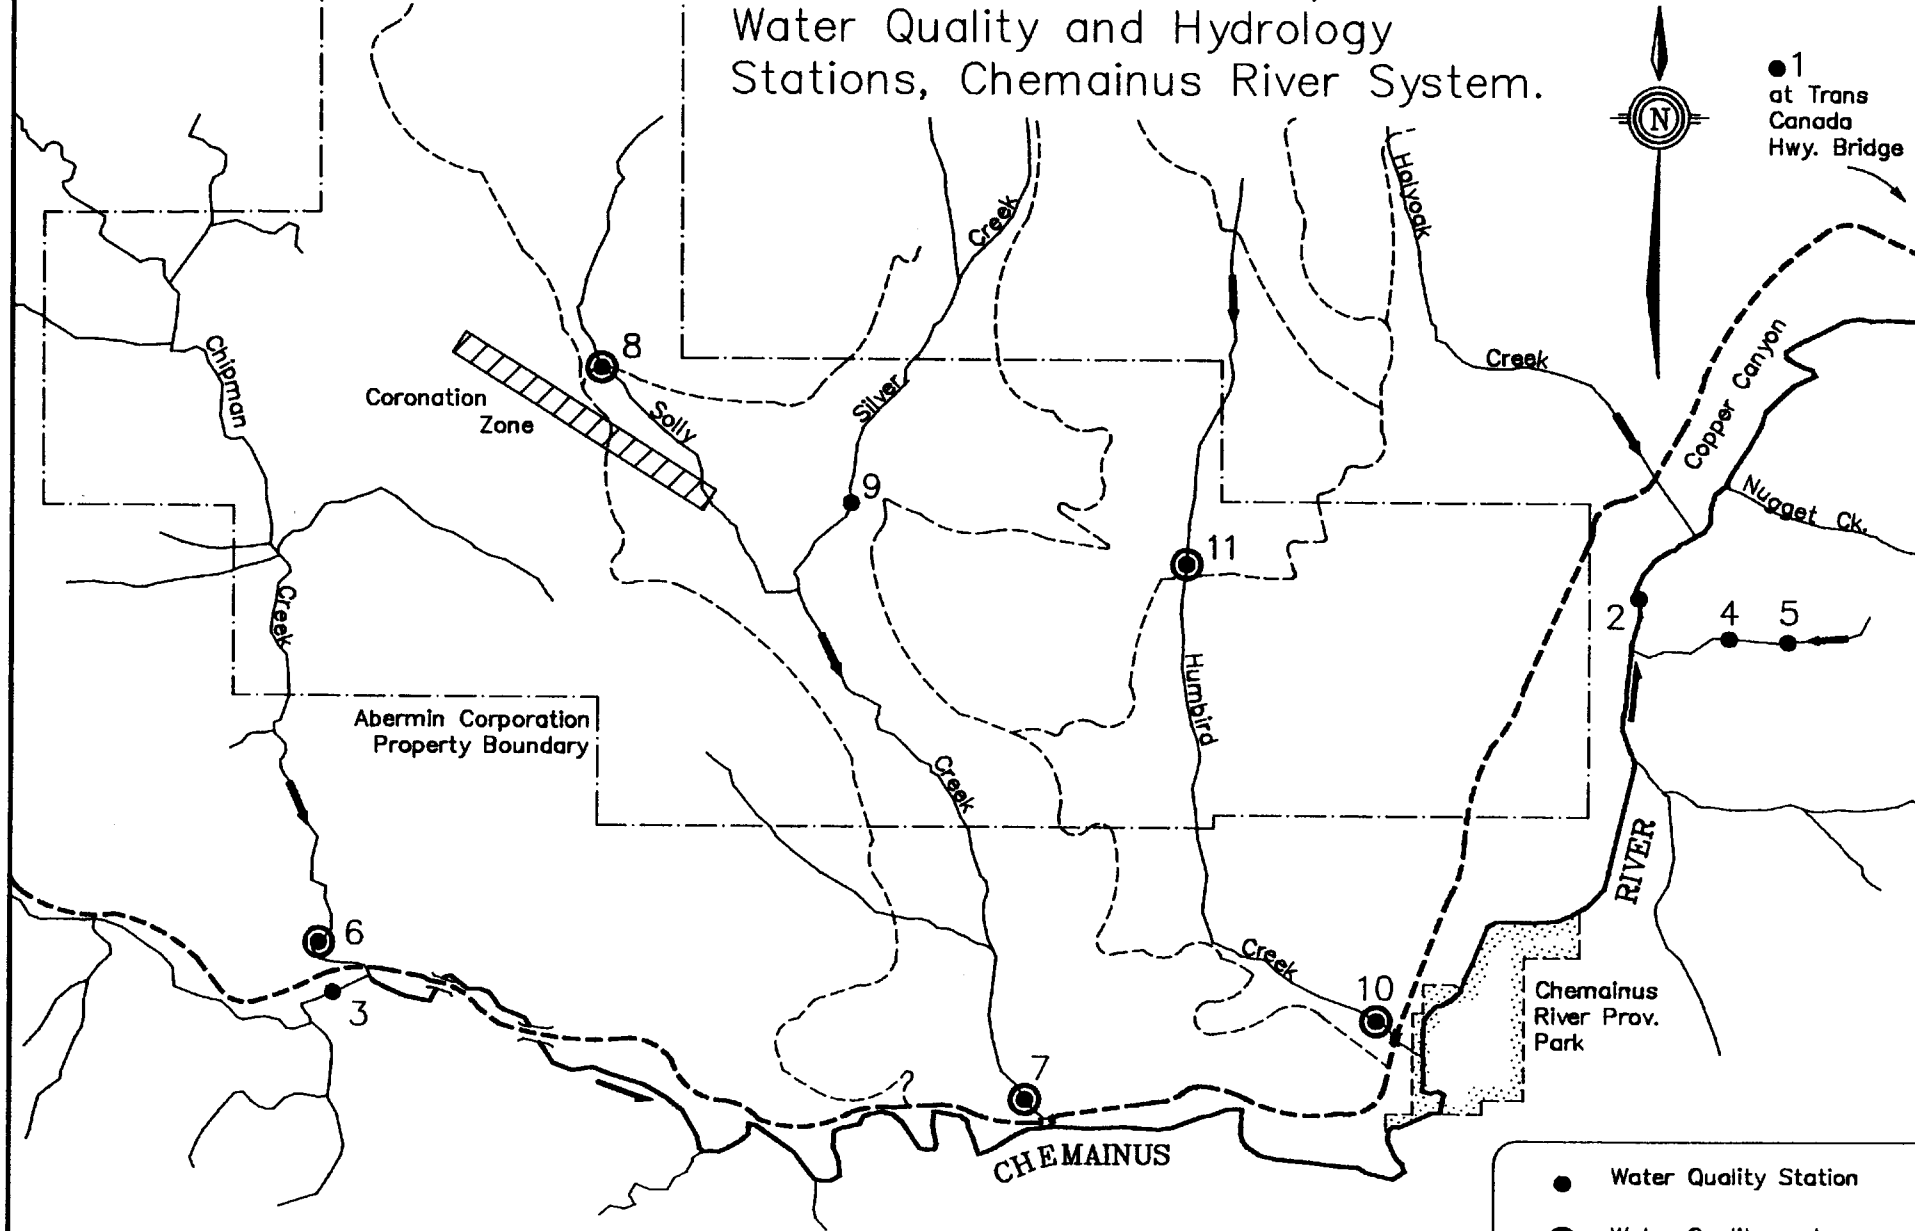 Water Quality and Hydrology
Stations, Chemainus River System.
N
1
at Trans
Canada
Hwy. Bridge
Holyoak
Creek
Creek
8
Chipman
Coronation
Zone
Solly
Silver
Creek
Copper Canyon
9
Nugget Ck.
11
2
4
5
Creek
Humbird
Abermin Corporation
Property Boundary
Creek
RIVER
6
3
Creek
10
Chemainus
River Prov.
Park
7
CHEMAINUS
Water Quality Station